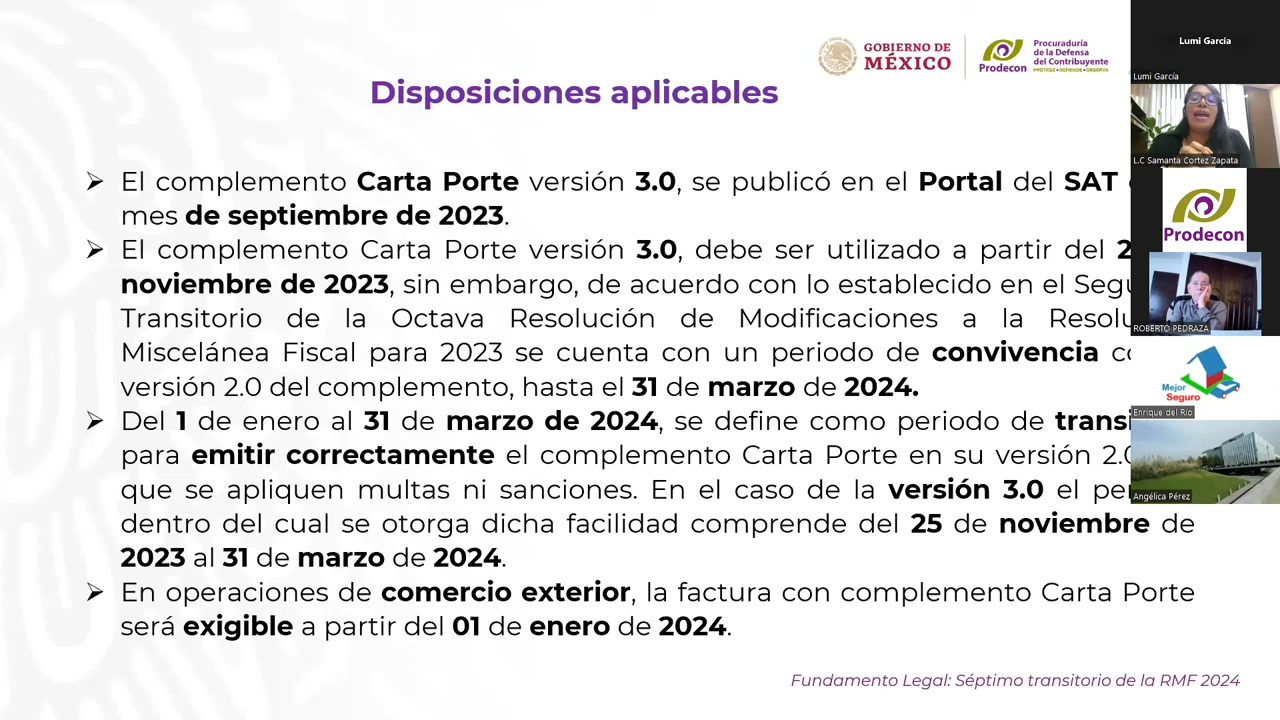 Disposiciones aplicables
GOBIERNO DE
MÉXICO
Prodecon
Procuraduría
de la Defensa
del Contribuyente
PROTEGE • DEFIENDE • OBSERVA
➢ El complemento Carta Porte versión 3.0, se publicó en el Portal del SAT
mes de septiembre de 2023.
➢ El complemento Carta Porte versión 3.0, debe ser utilizado a partir del 2
noviembre de 2023, sin embargo, de acuerdo con lo establecido en el Segu
Transitorio de la Octava Resolución de Modificaciones a la Resolu
Miscelánea Fiscal para 2023 se cuenta con un periodo de convivencia co
versión 2.0 del complemento, hasta el 31 de marzo de 2024.
➢ Del 1 de enero al 31 de marzo de 2024, se define como periodo de transi
para emitir correctamente el complemento Carta Porte en su versión 2.0
que se apliquen multas ni sanciones. En el caso de la versión 3.0 el per
dentro del cual se otorga dicha facilidad comprende del 25 de noviembre de
2023 al 31 de marzo de 2024.
➢ En operaciones de comercio exterior, la factura con complemento Carta Porte
será exigible a partir del 01 de enero de 2024.
Fundamento Legal: Séptimo transitorio de la RMF 2024
Lumi García
Lumi García
L.C Samanta Cortez Zapata
Prodecon
ROBERTO PEDRAZA
Mejor
Seguro
Enrique del Río
Angélica Pérez